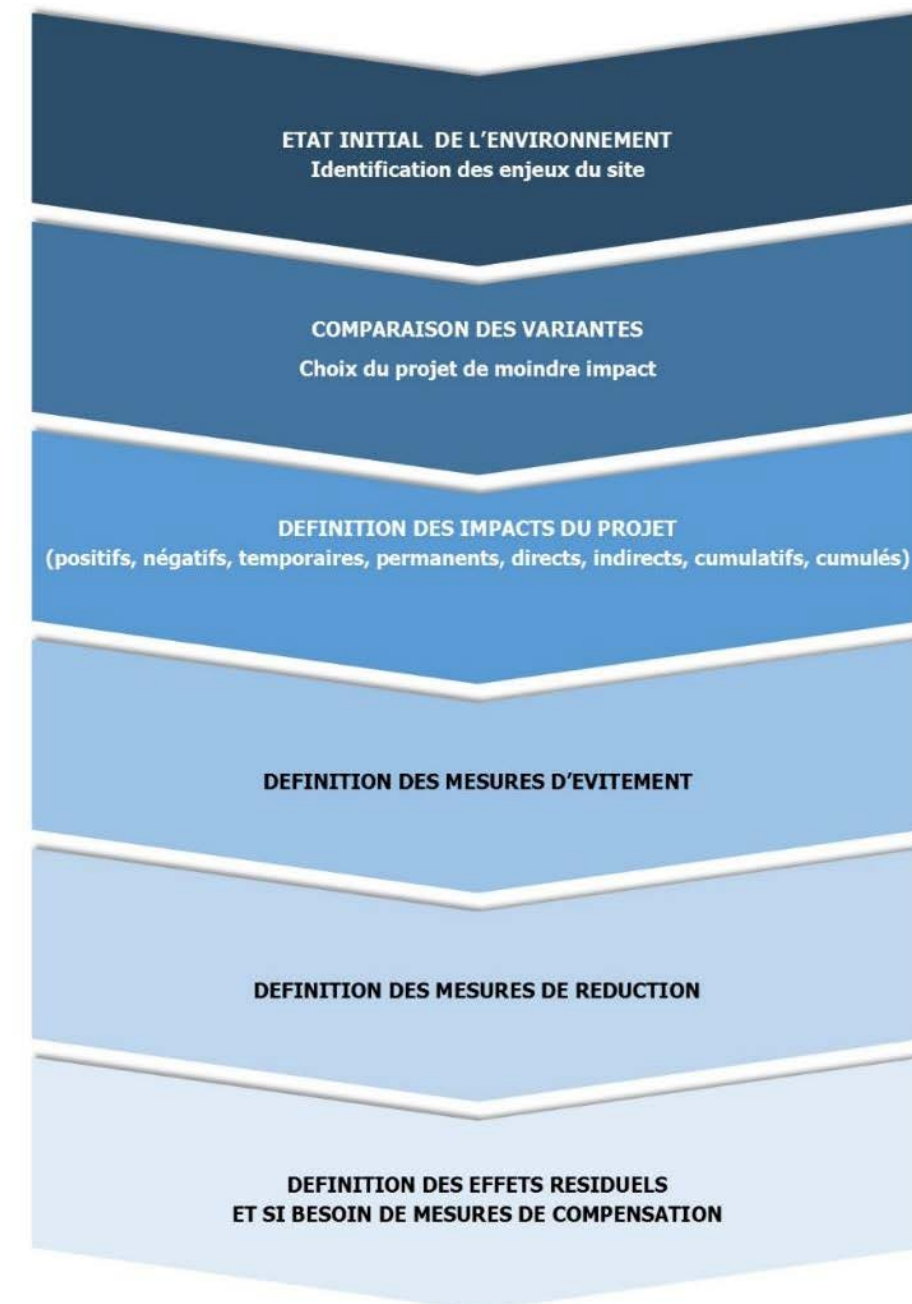 ETAT INITIAL DE L'ENVIRONNEMENT
Identification des enjeux du site
COMPARAISON DES VARIANTES
Choix du projet de moindre impact
DEFINITION DES IMPACTS DU PROJET
(positifs, négatifs, temporaires, permanents, directs, indirects, cumulatifs, cumulés)
DEFINITION DES MESURES D'EVITEMENT
DEFINITION DES MESURES DE REDUCTION
DEFINITION DES EFFETS RESIDUELS
ET SI BESOIN DE MESURES DE COMPENSATION